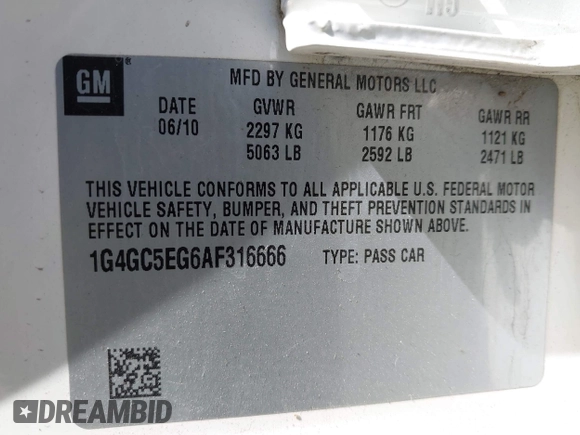 GM
MFD BY GENERAL MOTORS LLC
DATE GVWR GAWR FRT GAWR RR
06/10 2297 KG 1176 KG 1121 KG
5063 LB 2592 LB 2471 LB
THIS VEHICLE CONFORMS TO ALL APPLICABLE U.S. FEDERAL MOTOR
VEHICLE SAFETY, BUMPER, AND THEFT PREVENTION STANDARDS IN
EFFECT ON THE DATE OF MANUFACTURE SHOWN ABOVE.
1G4GC5EG6AF316666 TYPE: PASS CAR
DREAMBID